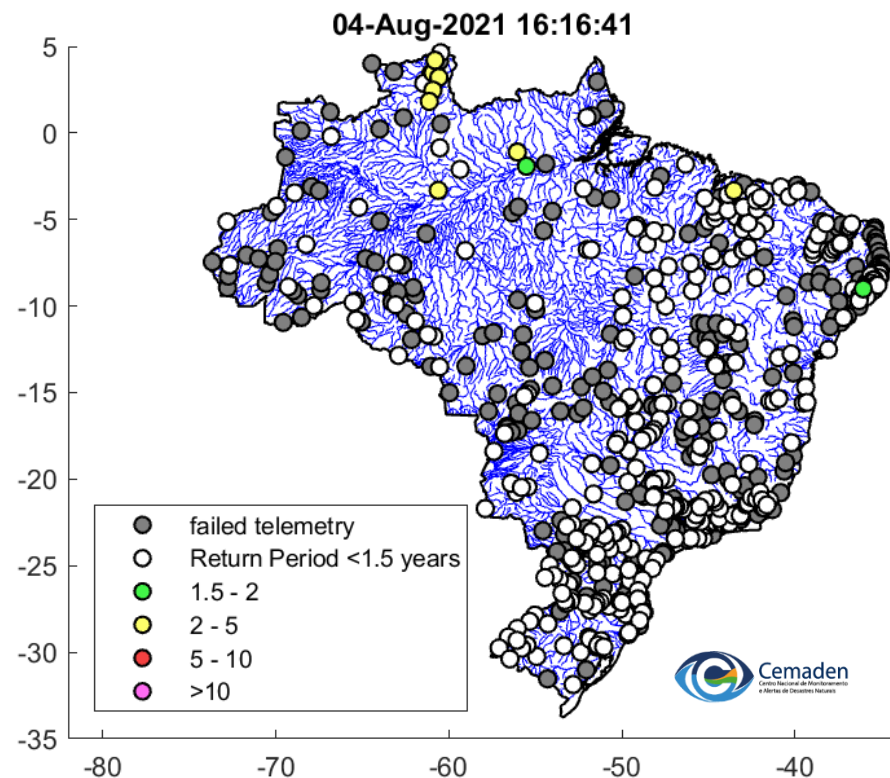 04-Aug-2021 16:16:41
5
0
-5
-10
-15
-20
-25
-30
-35
-80
-70
-60
-50
-40
failed telemetry
Return Period <1.5 years
1.5 - 2
2 - 5
5 - 10
>10
Cemaden
Centro Nacional de Monitoramento
e Alertas de Desastres Naturais